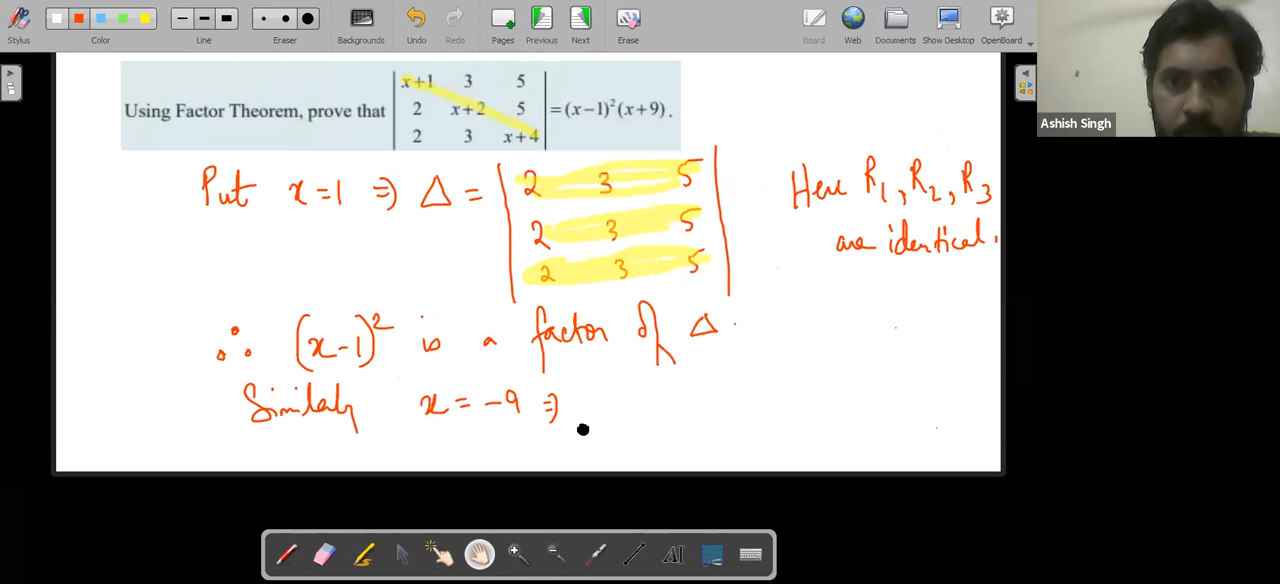 Stylus Color Line Eraser Backgrounds Undo Redo Pages Previous Next Erase Board Web Documents Show Desktop OpenBoard
Using Factor Theorem, prove that | x+1 3 5 |
| 2 x+2 5 | = (x−1)²(x+9).
| 2 3 x+4 |
Ashish Singh
Put x=1 ⇒ Δ = | 2 3 5 |
| 2 3 5 |
| 2 3 5 |
Here R₁, R₂, R₃
are identical.
∴ (x-1)² is a factor of Δ.
Similarly x = -9 ⇒
AI